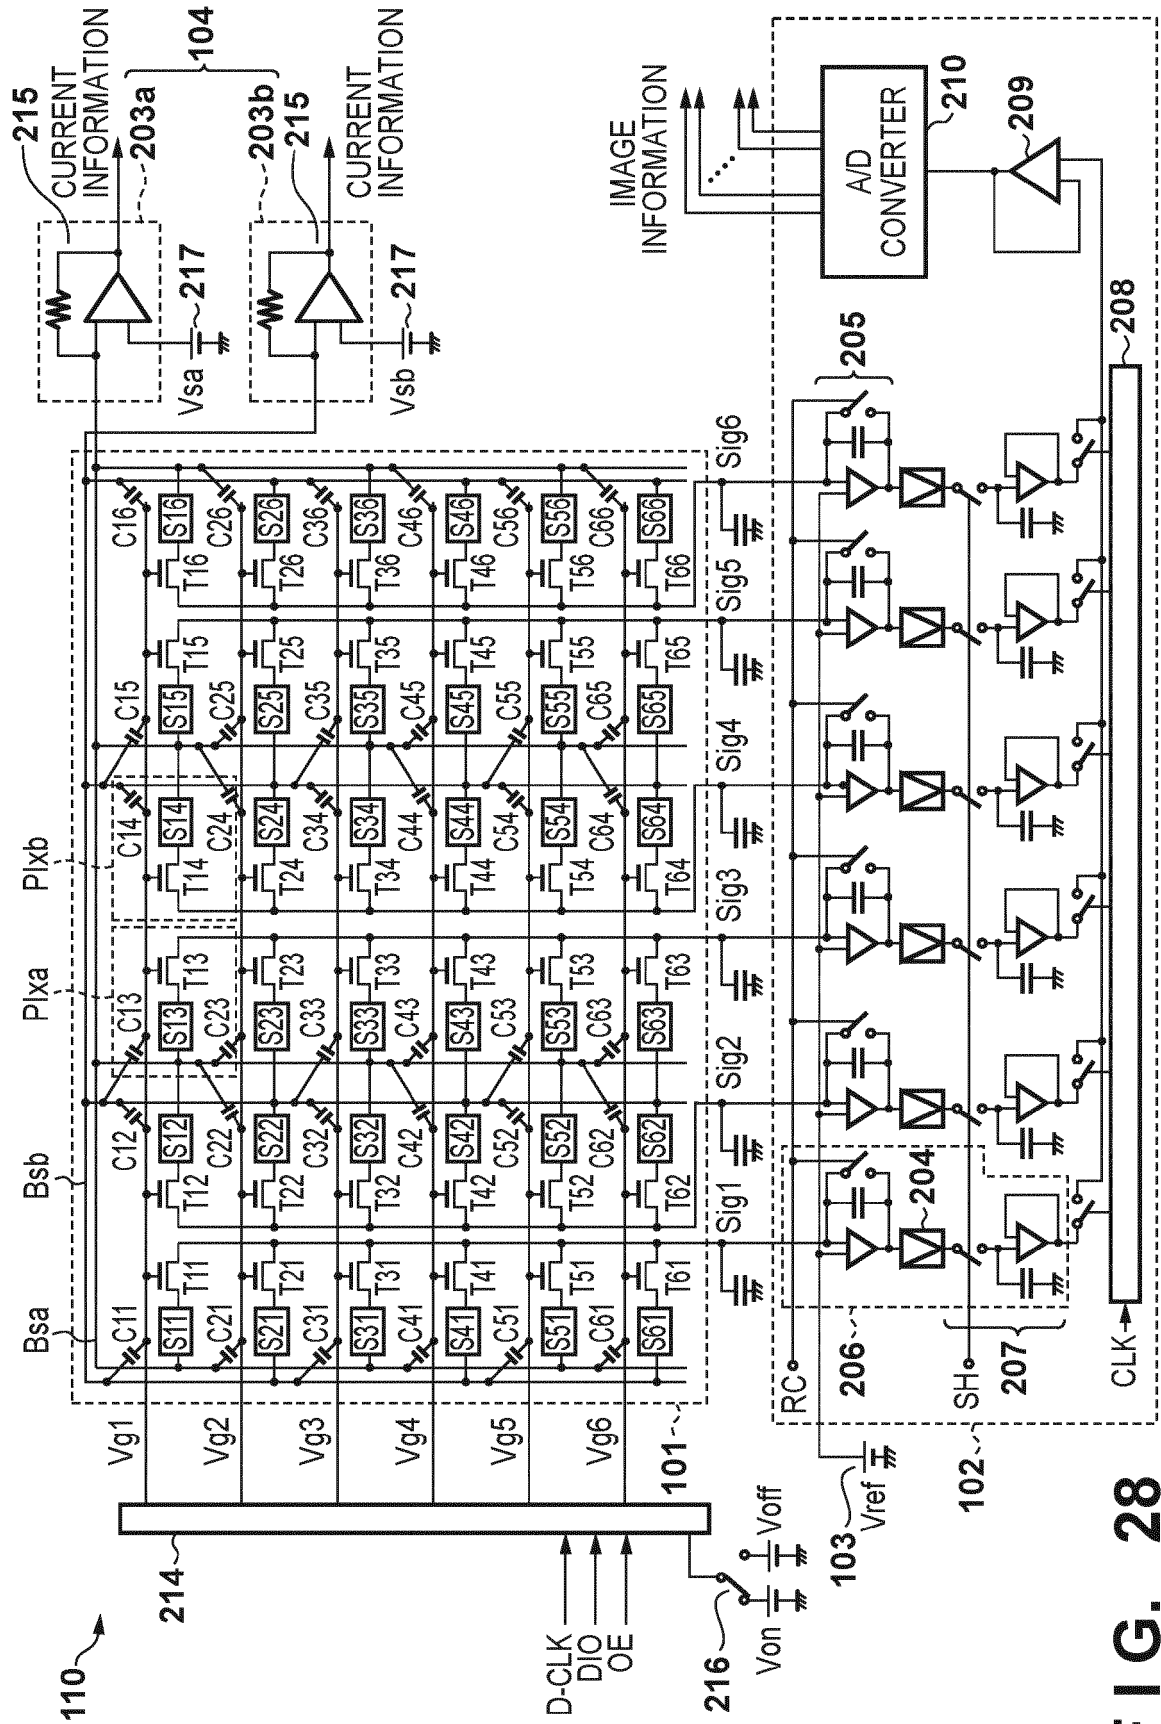 110
214
D-CLK
DIO
OE
216
Von
Voff
Vg1
Vg2
Vg3
Vg4
Vg5
Vg6
101
Bsa
Bsb
PIxa
PIxb
C11
S11
T11
C12
S12
T12
C13
S13
T13
C14
S14
T14
C15
S15
T15
C16
S16
T16
C21
S21
T21
C22
S22
T22
C23
S23
T23
C24
S24
T24
C25
S25
T25
C26
S26
T26
C31
S31
T31
C32
S32
T32
C33
S33
T33
C34
S34
T34
C35
S35
T35
C36
S36
T36
C41
S41
T41
C42
S42
T42
C43
S43
T43
C44
S44
T44
C45
S45
T45
C46
S46
T46
C51
S51
T51
C52
S52
T52
C53
S53
T53
C54
S54
T54
C55
S55
T55
C56
S56
T56
C61
S61
T61
C62
S62
T62
C63
S63
T63
C64
S64
T64
C65
S65
T65
C66
S66
T66
Sig1
Sig2
Sig3
Sig4
Sig5
Sig6
215
CURRENT
INFORMATION
203a
104
203b
215
CURRENT
INFORMATION
217
Vsa
217
Vsb
IMAGE
INFORMATION
A/D
CONVERTER
210
209
208
205
204
RC
206
SH
207
CLK
103
Vref
102
FIG. 28